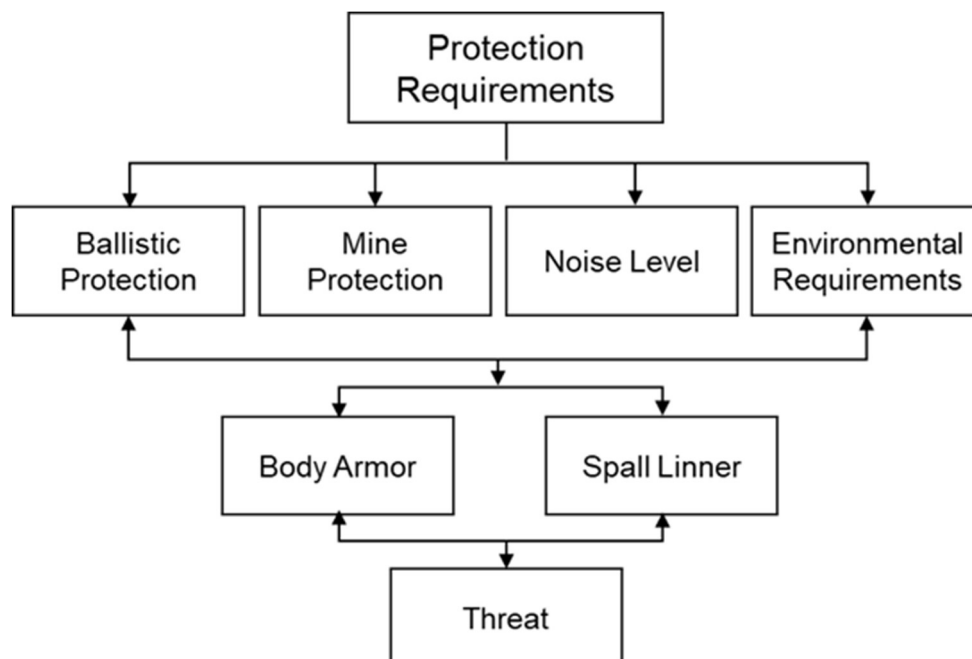 Protection
Requirements
Ballistic
Protection
Mine
Protection
Noise Level
Environmental
Requirements
Body Armor
Spall Linner
Threat